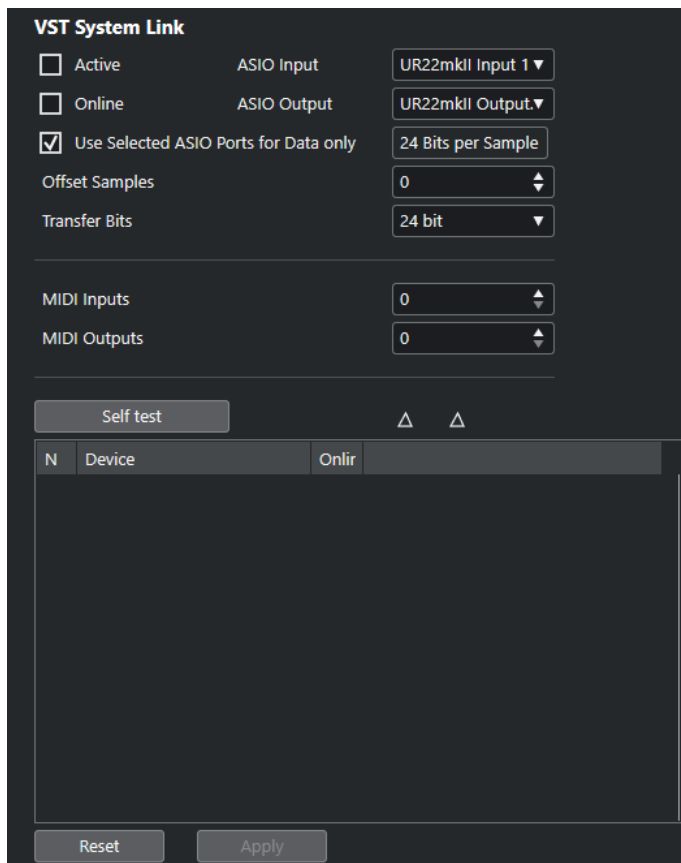 VST System Link
Active ASIO Input UR22mkII Input 1
Online ASIO Output UR22mkII Output.
Use Selected ASIO Ports for Data only 24 Bits per Sample
Offset Samples 0
Transfer Bits 24 bit
MIDI Inputs 0
MIDI Outputs 0
Self test
N Device Onlir
Reset Apply